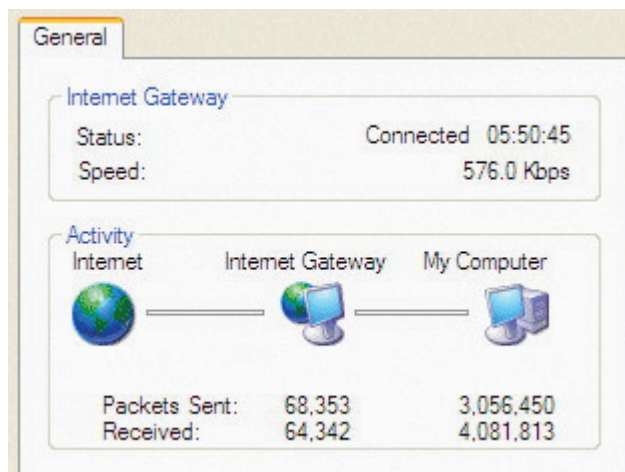 General
Internet Gateway
Status: Connected 05:50:45
Speed: 576.0 Kbps
Activity
Internet Internet Gateway My Computer
Packets Sent: 68,353 3,056,450
Received: 64,342 4,081,813